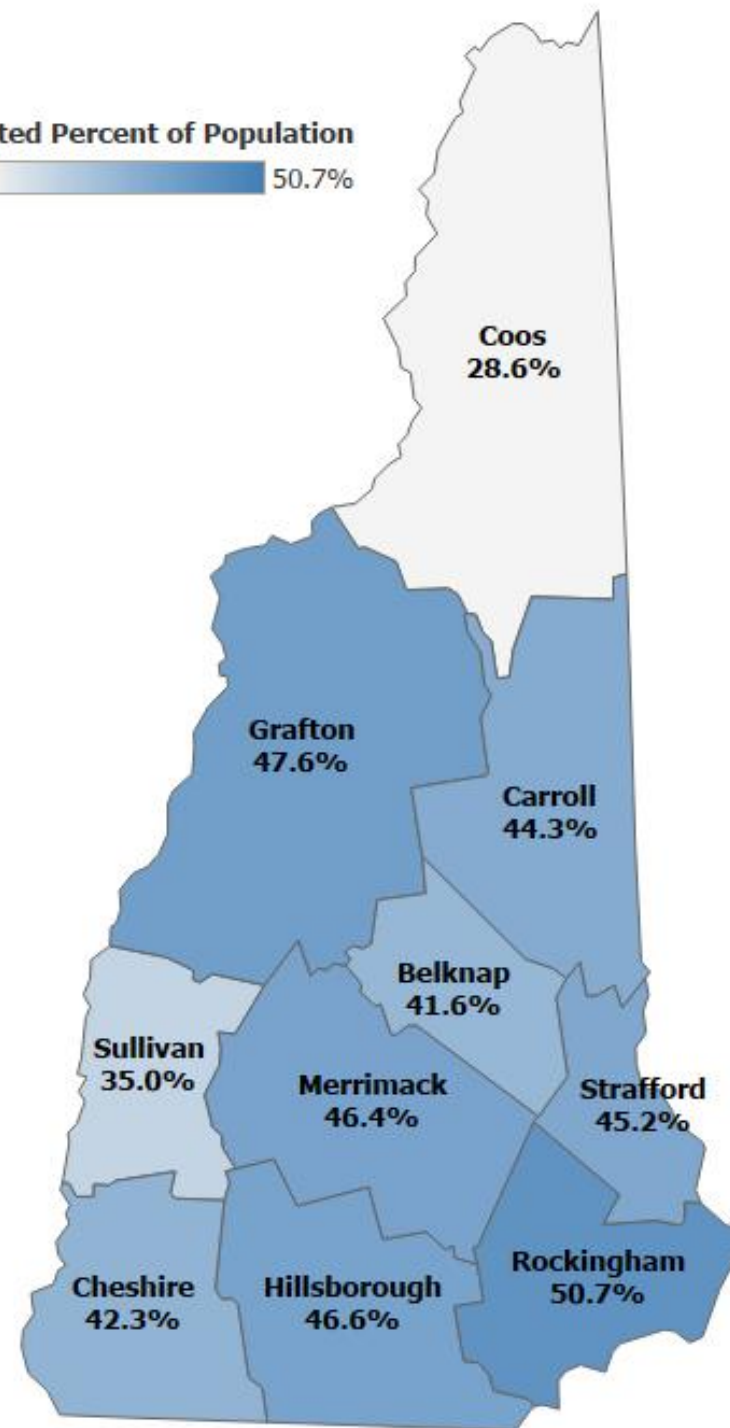 ted Percent of Population
50.7%
Coos
28.6%
Grafton
47.6%
Carroll
44.3%
Belknap
41.6%
Sullivan
35.0%
Merrimack
46.4%
Strafford
45.2%
Rockingham
50.7%
Cheshire
42.3%
Hillsborough
46.6%